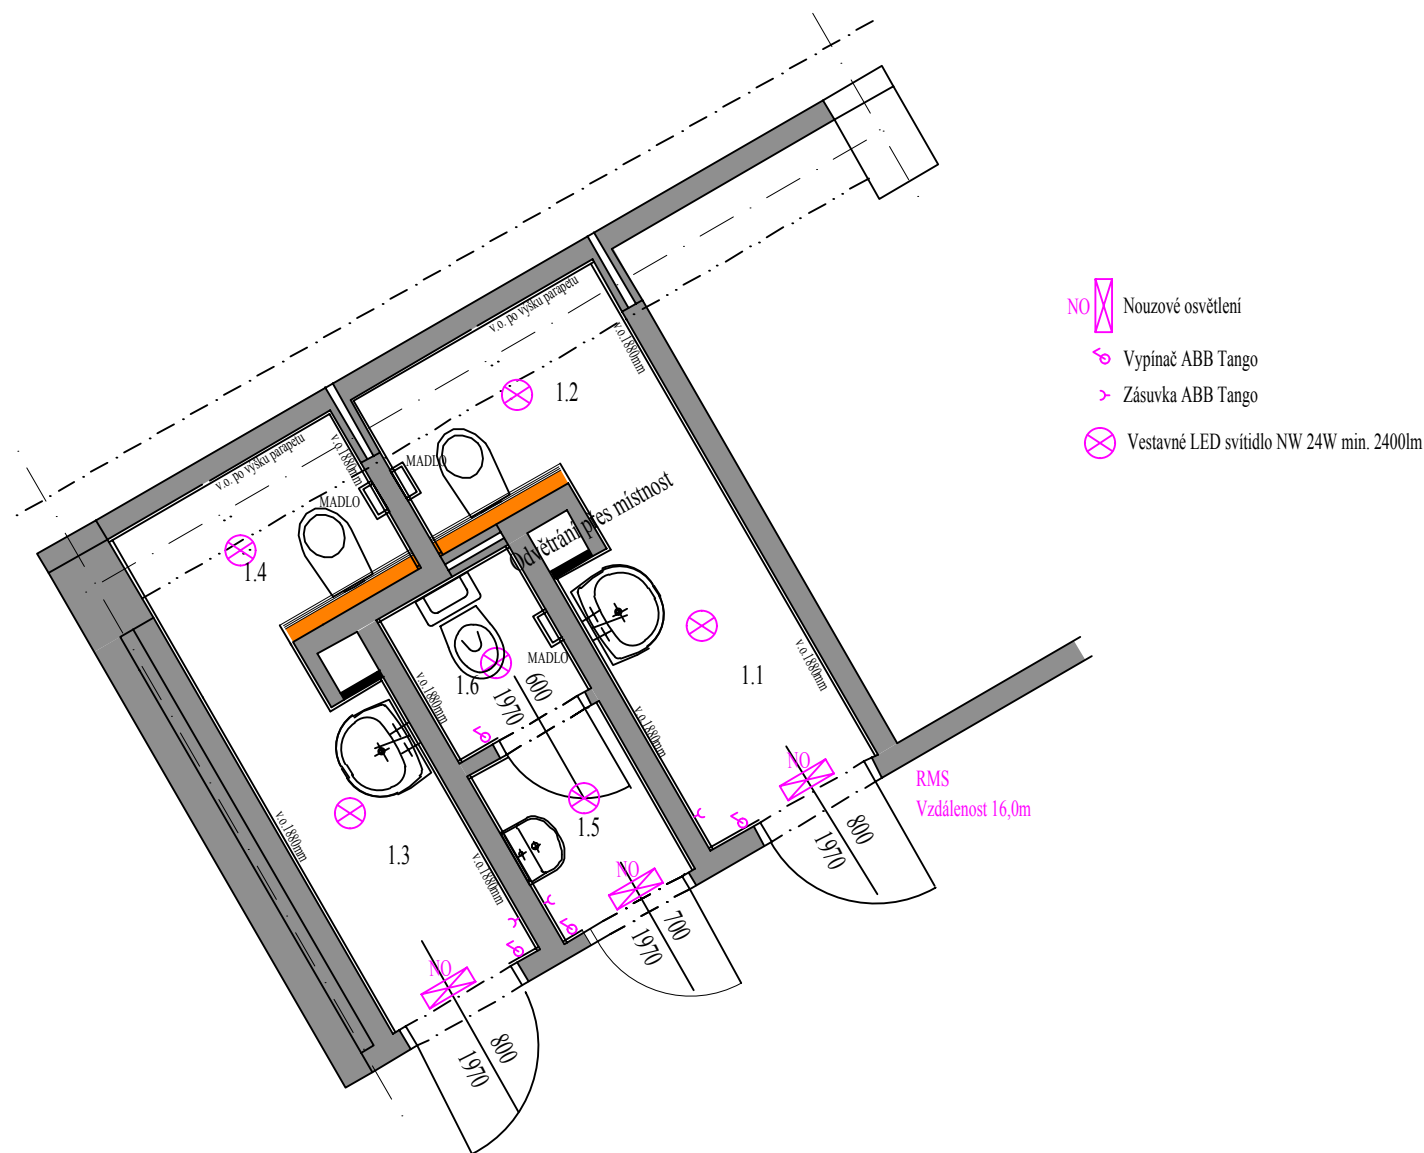 v.o. po výšku parapetu
v.o.1880mm
1.2
v.o. po výšku parapetu
v.o.1880mm
MADLO
MADLO
Odvětrání přes místnost
1.4
MADLO
1.6
v.o.1880mm
600
1970
1.1
v.o.1880mm
v.o.1880mm
NO
800
1970
RMS
Vzdálenost 16,0m
1.5
v.o.1880mm
1.3
v.o.1880mm
NO
700
1970
NO
800
1970
NO
Nouzové osvětlení
Vypínač ABB Tango
Zásuvka ABB Tango
Vestavné LED svítidlo NW 24W min. 2400lm